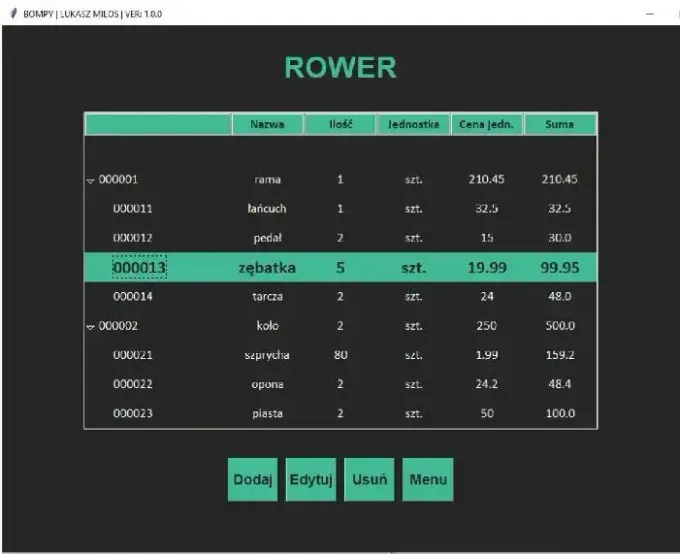 BOMPY | LUKASZ MILOS | VER: 1.0.0
ROWER
Nazwa Ilość Jednostka Cena jedn. Suma
000001 rama 1 szt. 210.45 210.45
000011 łańcuch 1 szt. 32.5 32.5
000012 pedał 2 szt. 15 30.0
000013 zębatka 5 szt. 19.99 99.95
000014 tarcza 2 szt. 24 48.0
000002 koło 2 szt. 250 500.0
000021 szprycha 80 szt. 1.99 159.2
000022 opona 2 szt. 24.2 48.4
000023 piasta 2 szt. 50 100.0
Dodaj Edytuj Usuń Menu